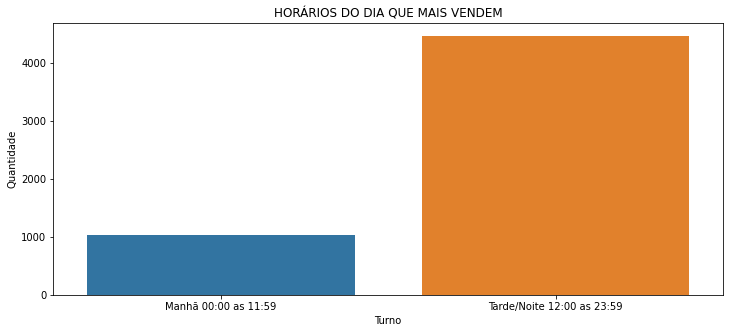 HORÁRIOS DO DIA QUE MAIS VENDEM
Quantidade
4000
3000
2000
1000
0
Manhã 00:00 as 11:59
Tarde/Noite 12:00 as 23:59
Turno